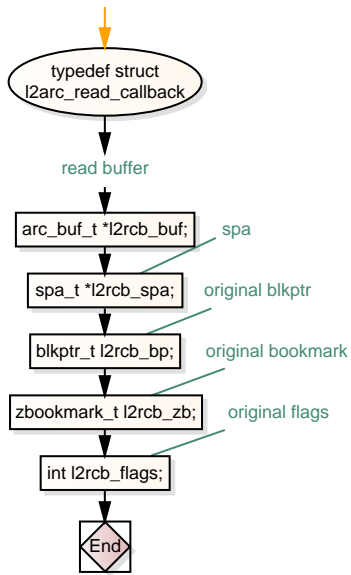 typedef struct
l2arc_read_callback
read buffer
arc_buf_t *l2rcb_buf;
spa
spa_t *l2rcb_spa;
original blkptr
blkptr_t l2rcb_bp;
original bookmark
zbookmark_t l2rcb_zb;
original flags
int l2rcb_flags;
End